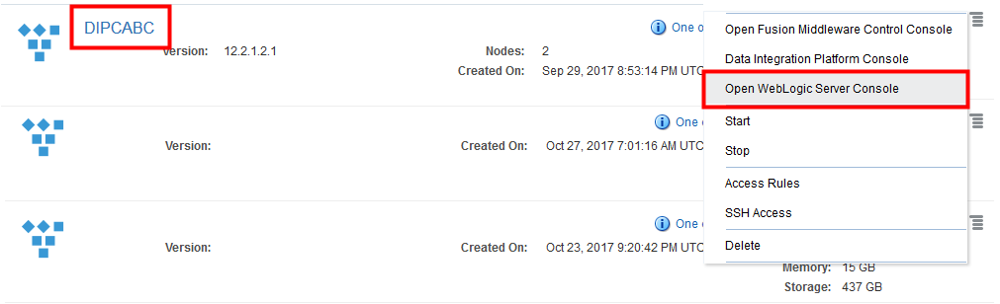 DIPCABC
Version: 12.2.1.2.1
One o
Nodes: 2
Created On: Sep 29, 2017 8:53:14 PM UTC
Open Fusion Middleware Control Console
Data Integration Platform Console
Open WebLogic Server Console
Start
Stop
Access Rules
SSH Access
Delete
One
Version:
Created On: Oct 27, 2017 7:01:16 AM UTC
One
Version:
Created On: Oct 23, 2017 9:20:42 PM UTC
Memory: 15 GB
Storage: 437 GB